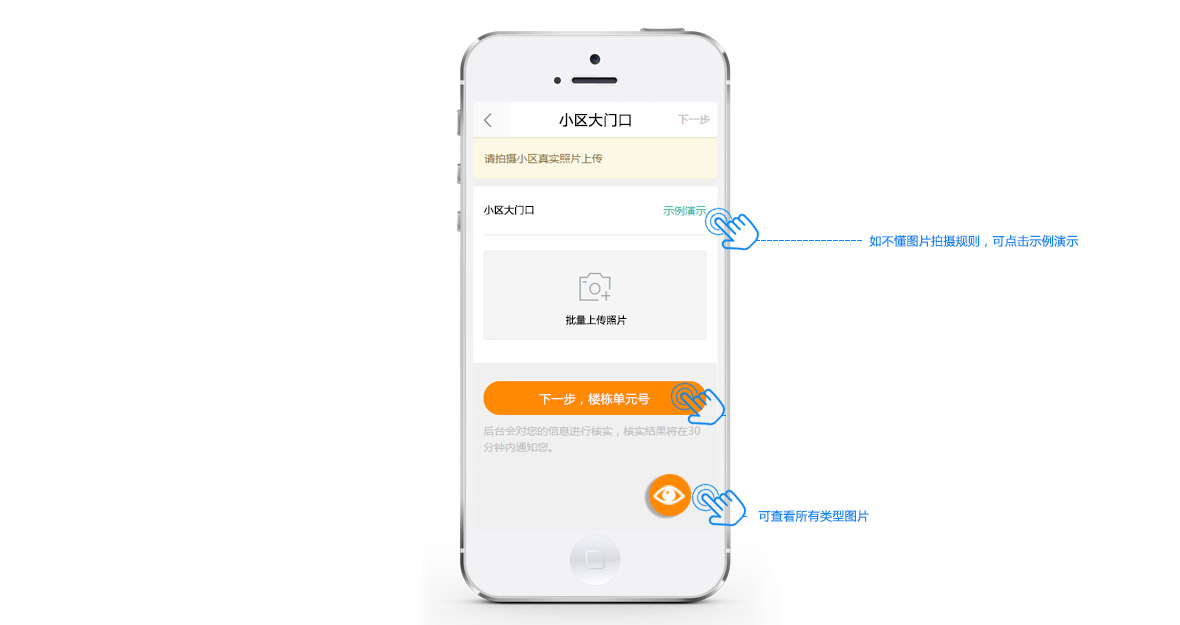 小区大门口
下一步
请拍摄小区真实照片上传
小区大门口
示例演示
如不懂图片拍摄规则，可点击示例演示
批量上传照片
下一步，楼栋单元号
后台会对您的信息进行核实，核实结果将在30
分钟内通知您。
可查看所有类型图片